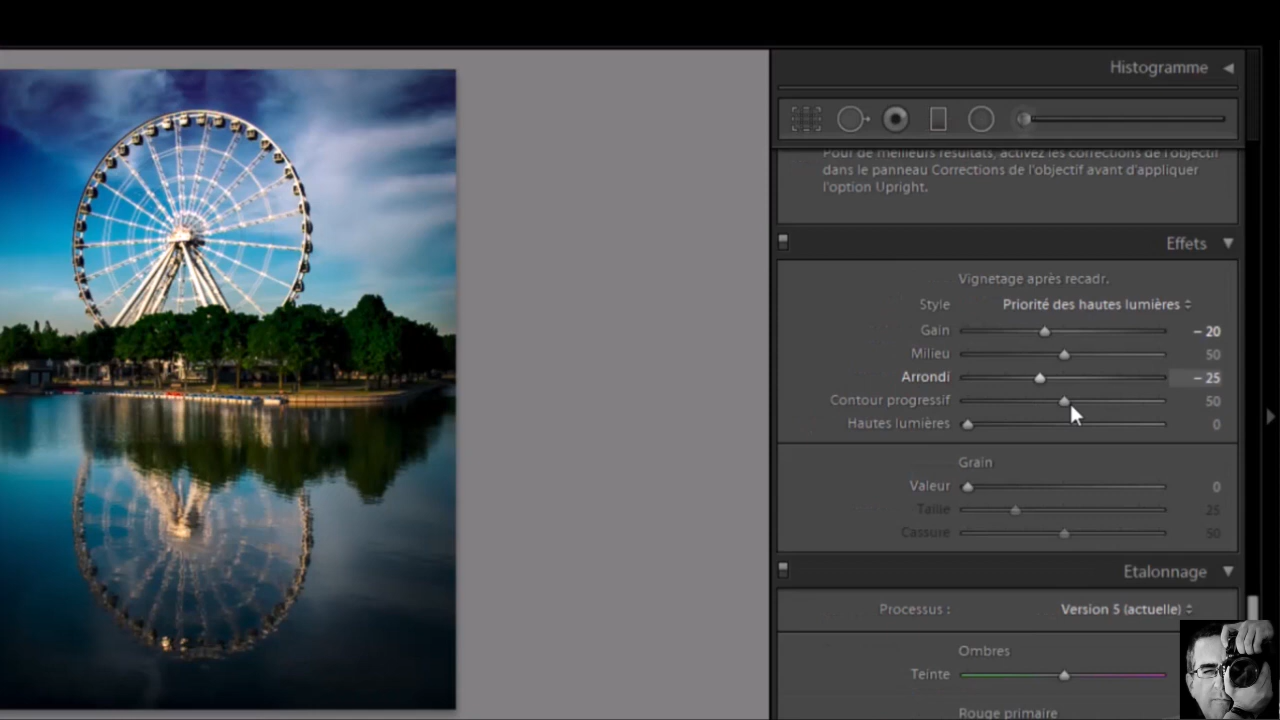 Histogramme
Pour de meilleurs résultats, activez les corrections de l'objectif
dans le panneau Corrections de l'objectif avant d'appliquer
l'option Upright.
Effets
Vignetage après recadr.
Style Priorité des hautes lumières
Gain – 20
Milieu 50
Arrondi – 25
Contour progressif 50
Hautes lumières 0
Grain
Valeur 0
Taille 25
Cassure 50
Etalonnage
Processus : Version 5 (actuelle)
Ombres
Teinte
Rouge primaire